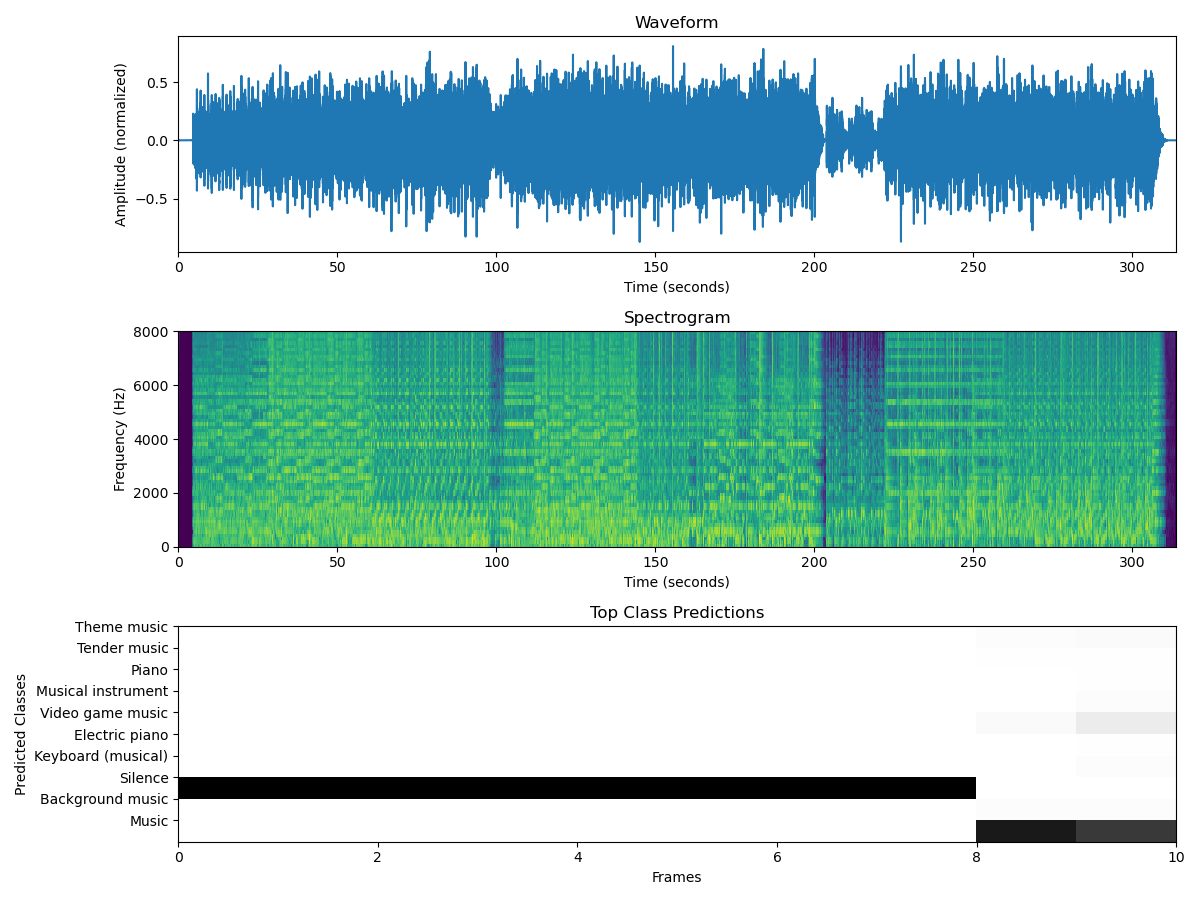 Waveform
Amplitude (normalized)
0.5
0.0
−0.5
0 50 100 150 200 250 300
Time (seconds)
Spectrogram
Frequency (Hz)
8000
6000
4000
2000
0
0 50 100 150 200 250 300
Time (seconds)
Top Class Predictions
Predicted Classes
Theme music
Tender music
Piano
Musical instrument
Video game music
Electric piano
Keyboard (musical)
Silence
Background music
Music
0 2 4 6 8 10
Frames